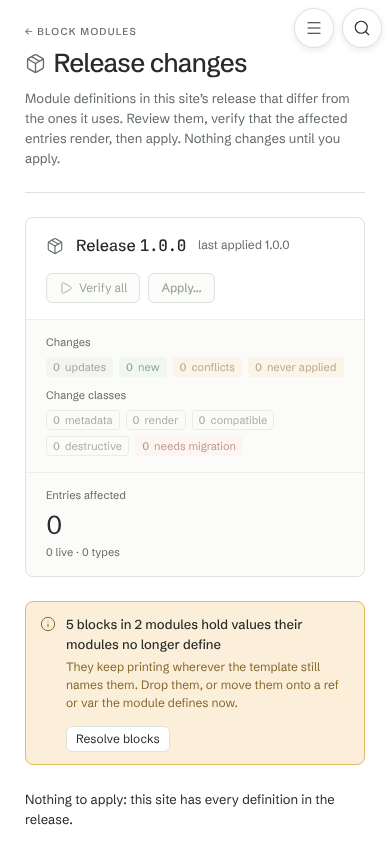 ← BLOCK MODULES
Release changes
Module definitions in this site's release that differ from
the ones it uses. Review them, verify that the affected
entries render, then apply. Nothing changes until you
apply.
Release 1.0.0 last applied 1.0.0
Verify all Apply...
Changes
0 updates 0 new 0 conflicts 0 never applied
Change classes
0 metadata 0 render 0 compatible
0 destructive 0 needs migration
Entries affected
0
0 live · 0 types
5 blocks in 2 modules hold values their
modules no longer define
They keep printing wherever the template still
names them. Drop them, or move them onto a ref
or var the module defines now.
Resolve blocks
Nothing to apply: this site has every definition in the
release.